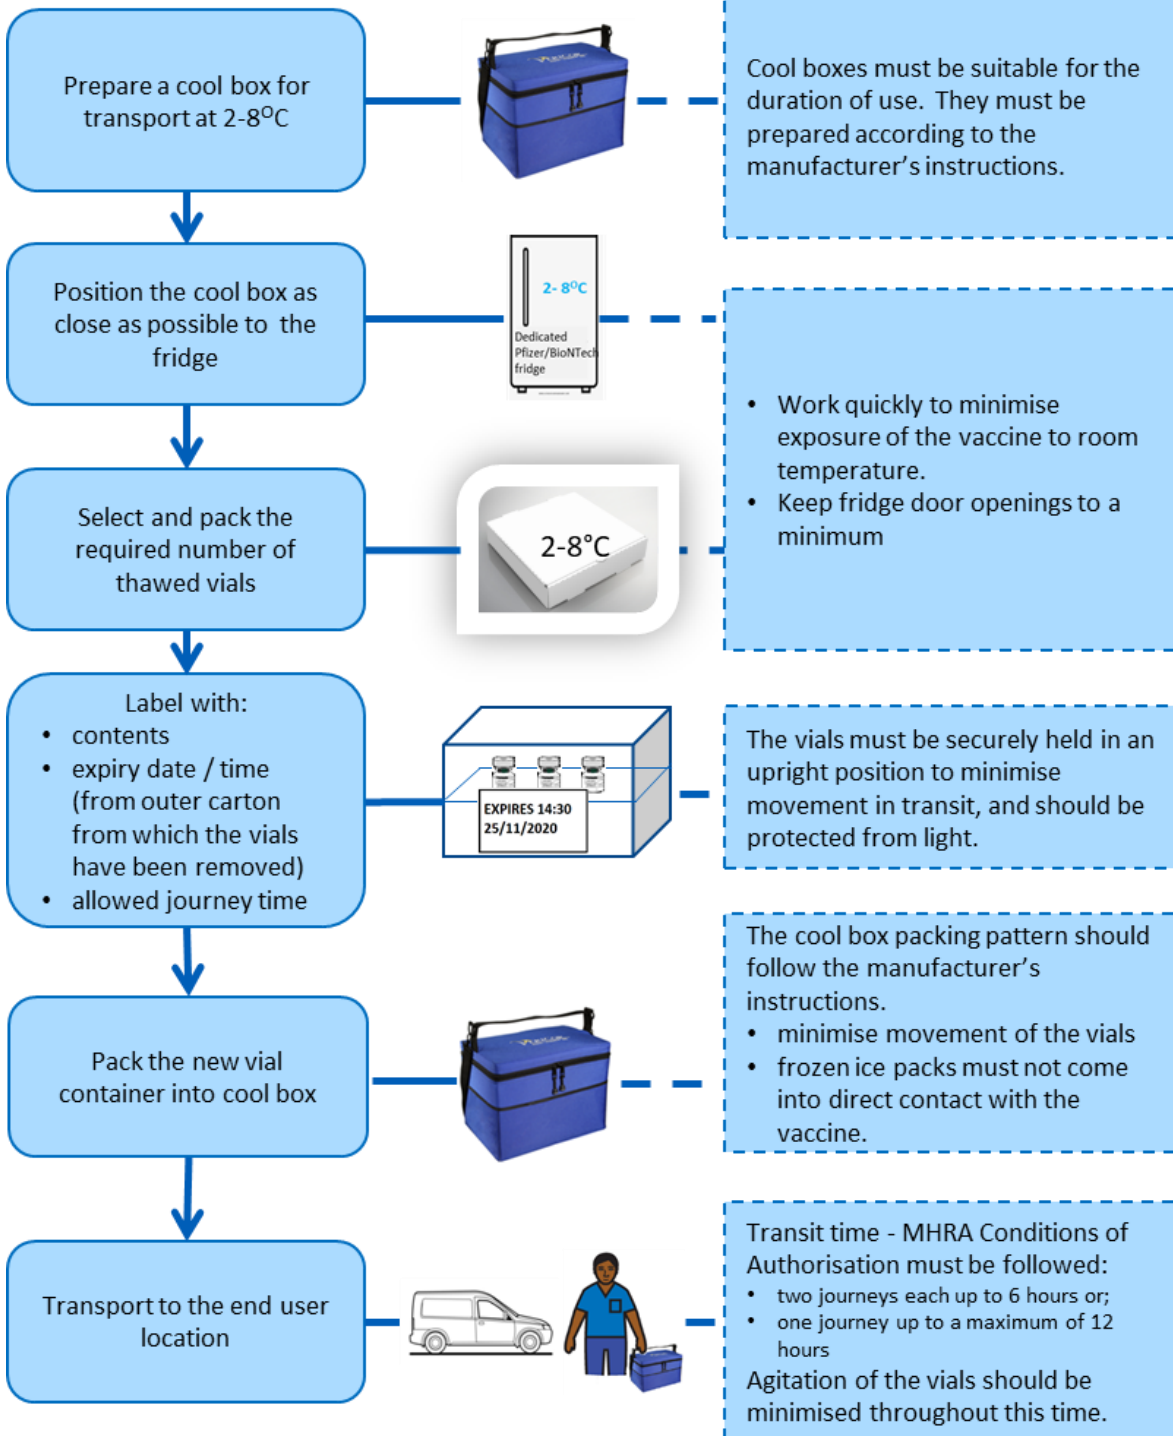 Prepare a cool box for
transport at 2-8⁰C
Cool boxes must be suitable for the
duration of use. They must be
prepared according to the
manufacturer’s instructions.
Position the cool box as
close as possible to the
fridge
2- 8⁰C
Dedicated
Pfizer/BioNTech
fridge
• Work quickly to minimise
exposure of the vaccine to room
temperature.
• Keep fridge door openings to a
minimum
Select and pack the
required number of
thawed vials
2-8°C
Label with:
• contents
• expiry date / time
(from outer carton
from which the vials
have been removed)
• allowed journey time
EXPIRES 14:30
25/11/2020
The vials must be securely held in an
upright position to minimise
movement in transit, and should be
protected from light.
Pack the new vial
container into cool box
The cool box packing pattern should
follow the manufacturer’s
instructions.
• minimise movement of the vials
• frozen ice packs must not come
into direct contact with the
vaccine.
Transport to the end user
location
Transit time - MHRA Conditions of
Authorisation must be followed:
• two journeys each up to 6 hours or;
• one journey up to a maximum of 12
hours
Agitation of the vials should be
minimised throughout this time.